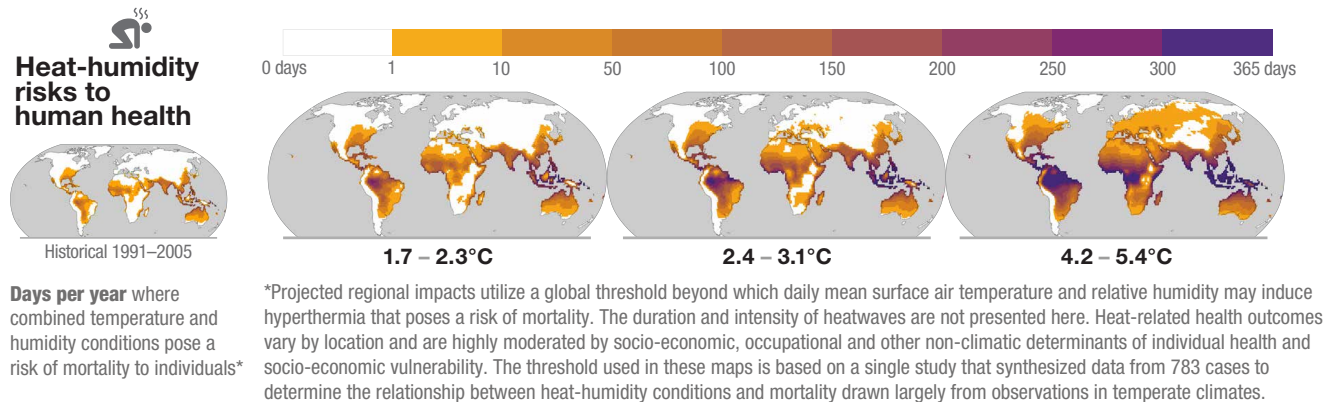 Heat-humidity
risks to
human health
Historical 1991–2005
Days per year where
combined temperature and
humidity conditions pose a
risk of mortality to individuals*
0 days 1 10 50 100 150 200 250 300 365 days
1.7 – 2.3°C 2.4 – 3.1°C 4.2 – 5.4°C
*Projected regional impacts utilize a global threshold beyond which daily mean surface air temperature and relative humidity may induce
hyperthermia that poses a risk of mortality. The duration and intensity of heatwaves are not presented here. Heat-related health outcomes
vary by location and are highly moderated by socio-economic, occupational and other non-climatic determinants of individual health and
socio-economic vulnerability. The threshold used in these maps is based on a single study that synthesized data from 783 cases to
determine the relationship between heat-humidity conditions and mortality drawn largely from observations in temperate climates.